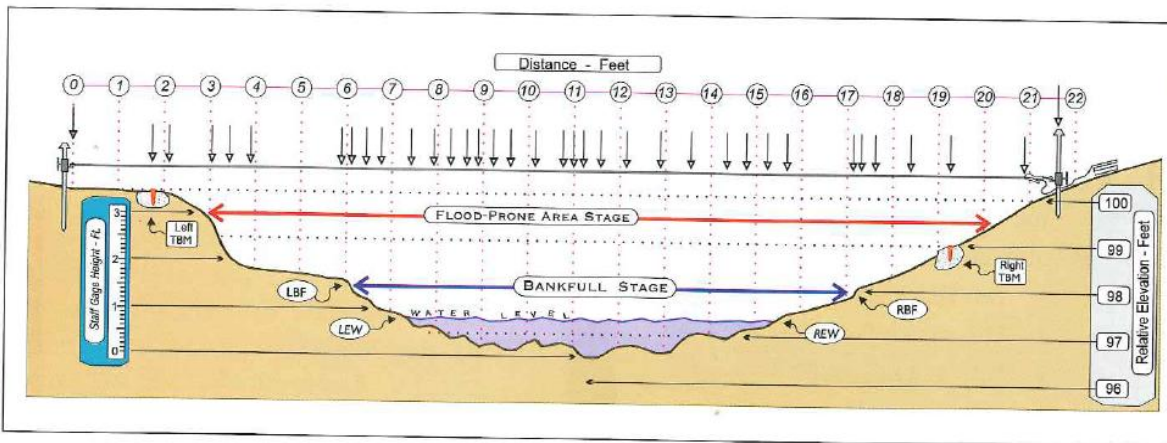 Distance - Feet
0 1 2 3 4 5 6 7 8 9 10 11 12 13 14 15 16 17 18 19 20 21 22
Staff Gage Height - Ft.
3
2
1
0
Left
TBM
FLOOD-PRONE AREA STAGE
BANKFULL STAGE
LBF
LEW
WATER LEVEL
REW
RBF
Right
TBM
100
99
98
97
96
Relative Elevation - Feet